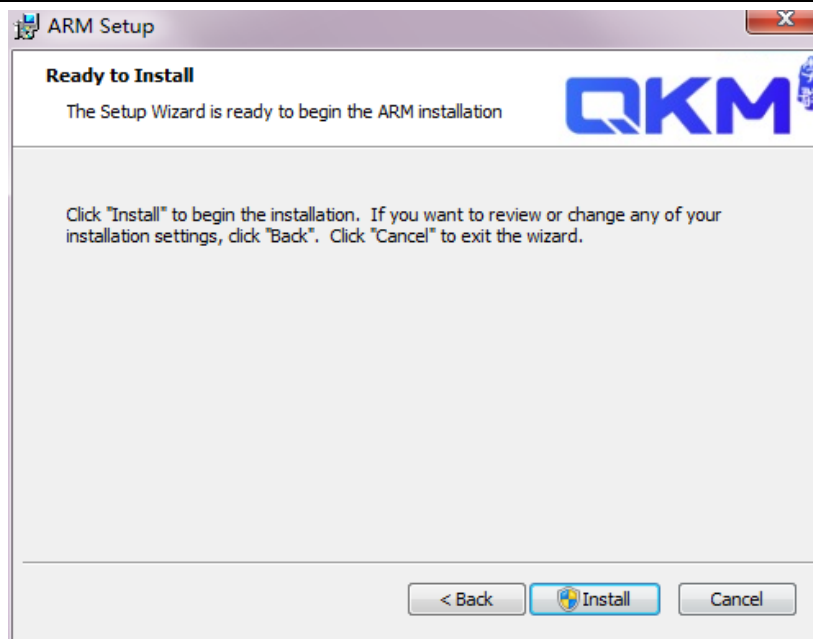 ARM Setup
Ready to Install
The Setup Wizard is ready to begin the ARM installation
QKM
Click "Install" to begin the installation.  If you want to review or change any of your
installation settings, click "Back".  Click "Cancel" to exit the wizard.
< Back
Install
Cancel